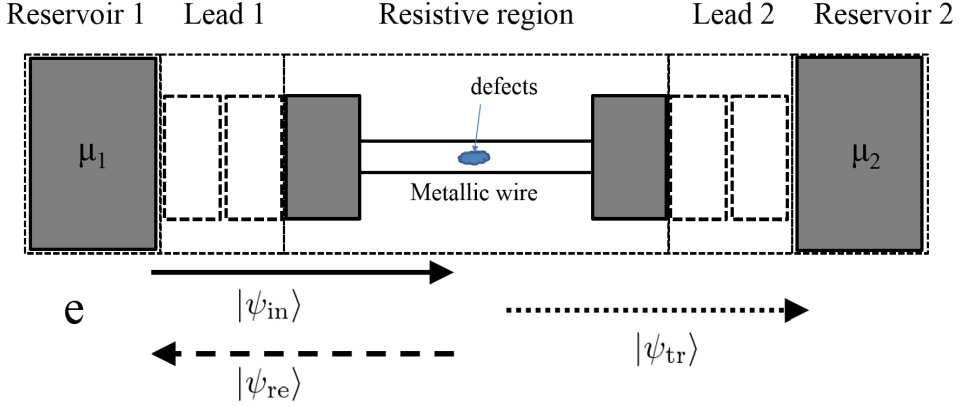 Reservoir 1 Lead 1 Resistive region Lead 2 Reservoir 2
defects
μ1 μ2
Metallic wire
|ψin⟩
e
|ψtr⟩
|ψre⟩